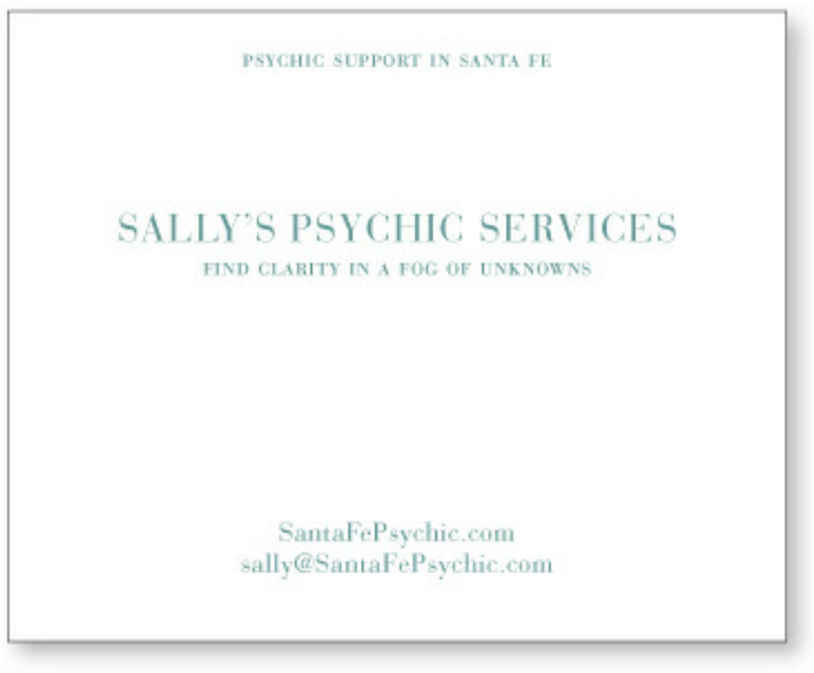 PSYCHIC SUPPORT IN SANTA FE
SALLY’S PSYCHIC SERVICES
FIND CLARITY IN A FOG OF UNKNOWNS
SantaFePsychic.com
sally@SantaFePsychic.com